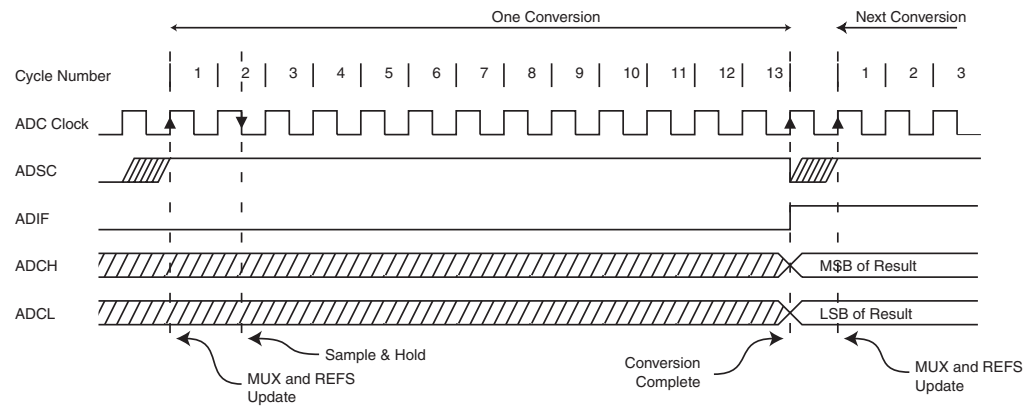 One Conversion Next Conversion
Cycle Number 1 2 3 4 5 6 7 8 9 10 11 12 13 1 2 3
ADC Clock
ADSC
ADIF
ADCH MSB of Result
ADCL LSB of Result
Sample & Hold
MUX and REFS
Update
Conversion
Complete
MUX and REFS
Update